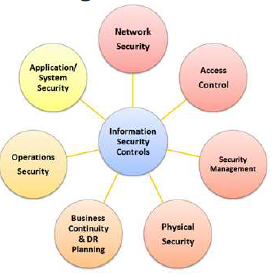 Network
Security
Application/
System
Security
Access
Control
Information
Security
Controls
Operations
Security
Security
Management
Business
Continuity
& DR
Planning
Physical
Security